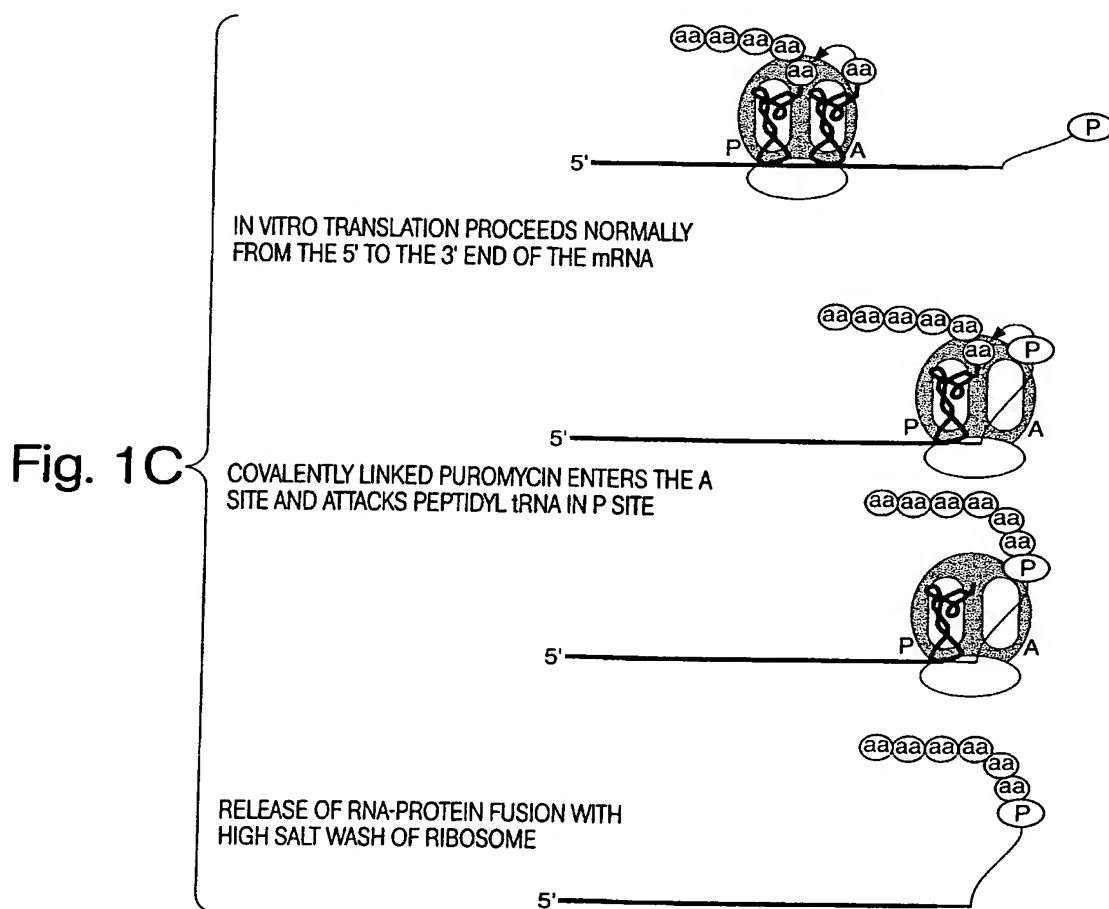 aa aa aa aa
aa aa
P A
P
5'
IN VITRO TRANSLATION PROCEEDS NORMALLY
FROM THE 5' TO THE 3' END OF THE mRNA
aa aa aa aa aa
aa P
P A
5'
Fig. 1C
COVALENTLY LINKED PUROMYCIN ENTERS THE A
SITE AND ATTACKS PEPTIDYL tRNA IN P SITE
aa aa aa aa
aa
aa
P
P A
5'
aa aa aa aa
aa
aa
P
RELEASE OF RNA-PROTEIN FUSION WITH
HIGH SALT WASH OF RIBOSOME
5'